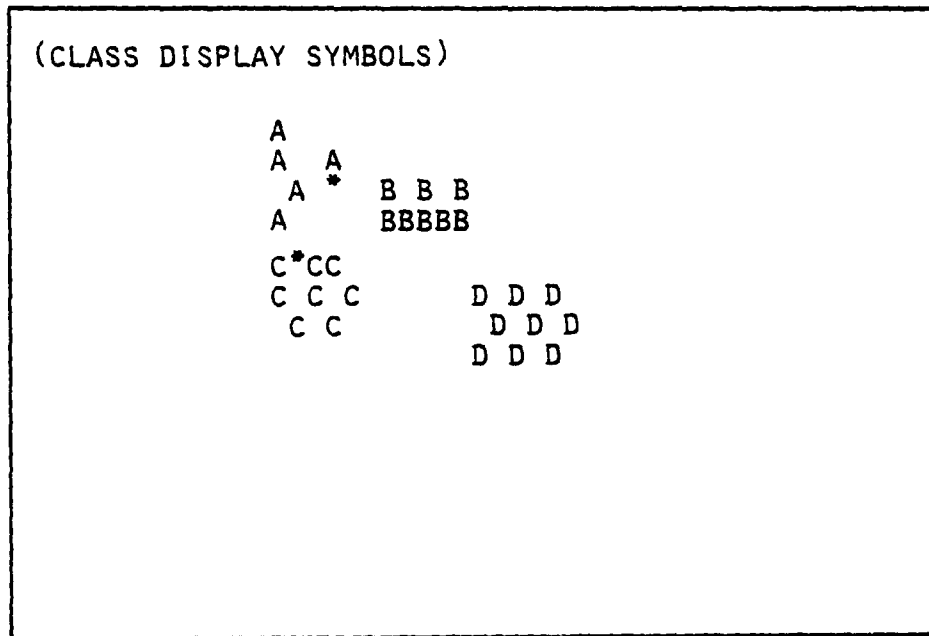 (CLASS DISPLAY SYMBOLS)
A
A  A
 A *  B B B
A     BBBBB
C*CC
C C C      D D D
 C C        D D D
           D D D